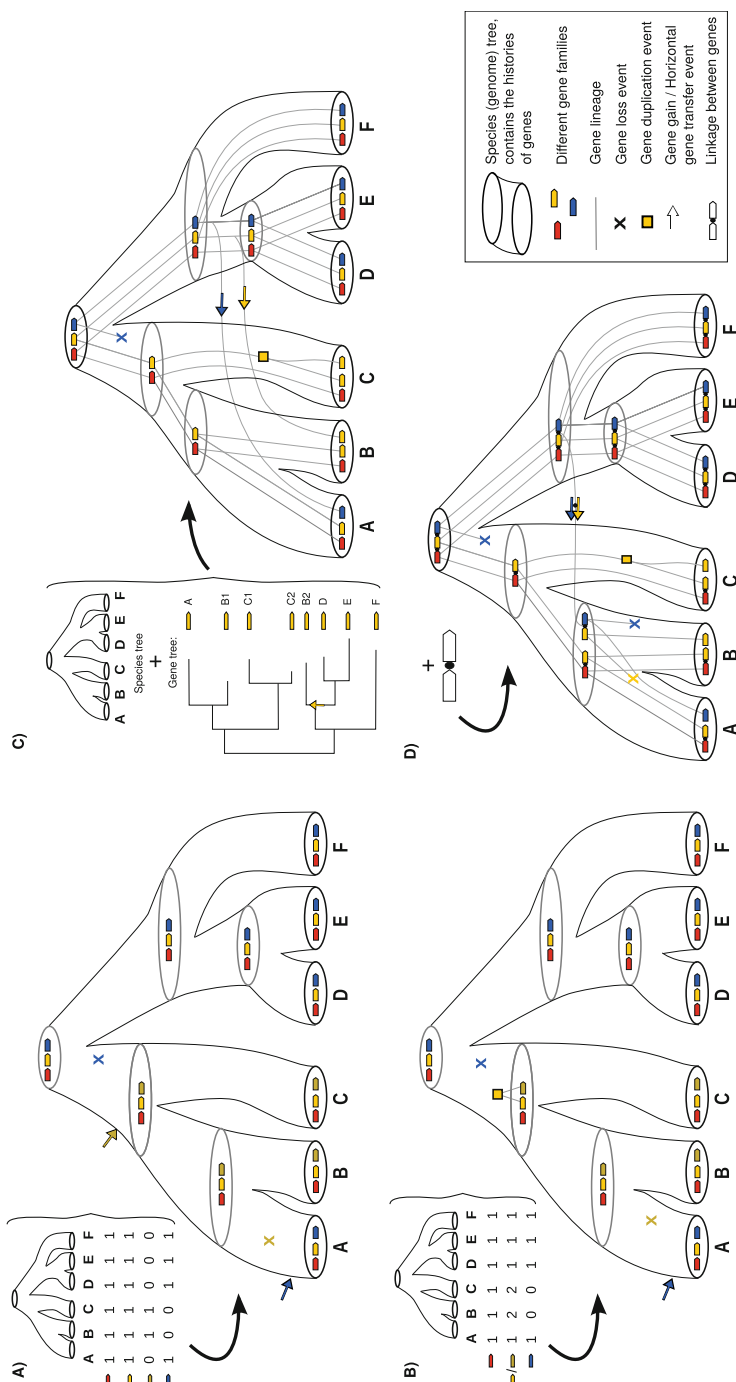 A)
A B C D E F
1 1 1 1 1 1
1 1 1 1 1 1
0 1 1 0 0 0
1 0 0 1 1 1
A B C D E F
B)
A B C D E F
1 1 1 1 1 1
/ 1 2 2 1 1 1
1 0 0 1 1 1
A B C D E F
C)
A B C D E F
Species tree
+
Gene tree:
A
B1
C1
C2
B2
D
E
F
A B C D E F
D)
+
A B C D E F
Species (genome) tree,
contains the histories
of genes
Different gene families
Gene lineage
Gene loss event
Gene duplication event
Gene gain / Horizontal
gene transfer event
Linkage between genes